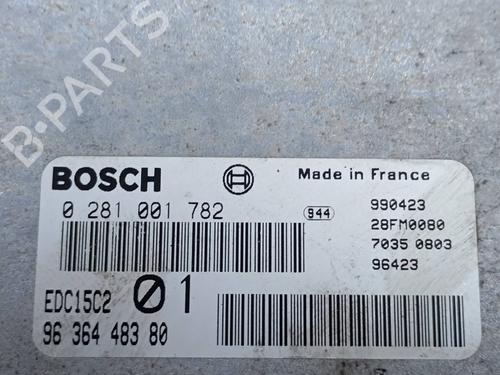 B-PARTS
BOSCH
Made in France
0 281 001 782
944
990423
28FM0080
7035 0803
96423
EDC15C2
01
96 364 483 80